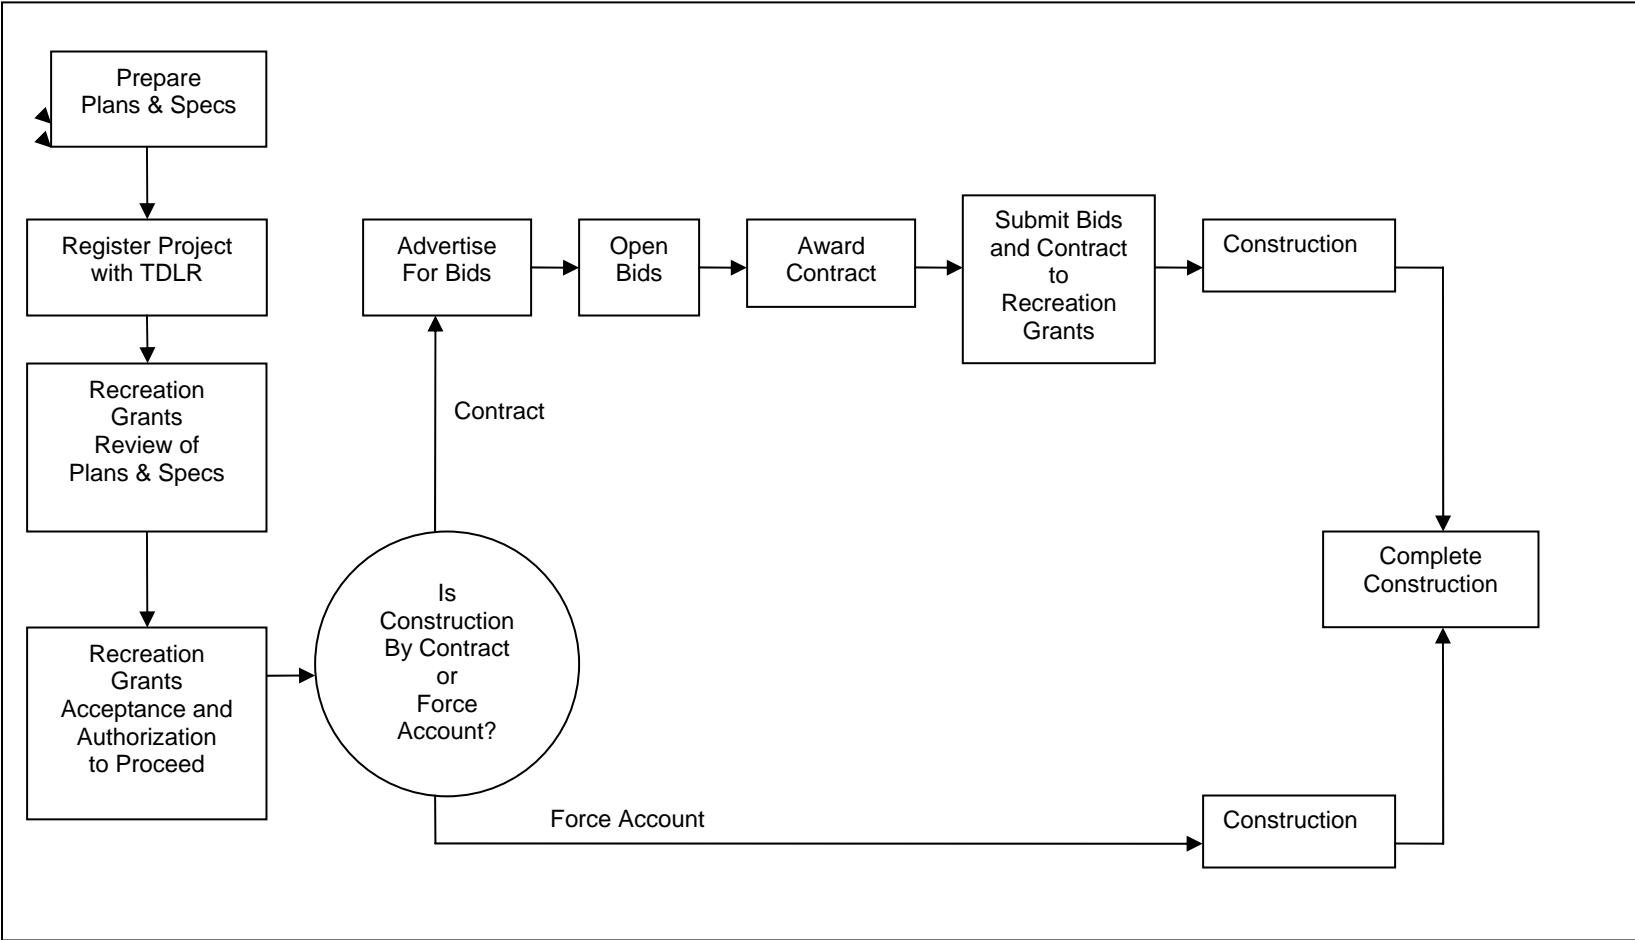 Prepare
Plans & Specs
Register Project
with TDLR
Recreation
Grants
Review of
Plans & Specs
Recreation
Grants
Acceptance and
Authorization
to Proceed
Is
Construction
By Contract
or
Force
Account?
Contract
Advertise
For Bids
Open
Bids
Award
Contract
Submit Bids
and Contract
to
Recreation
Grants
Construction
Force Account
Construction
Complete
Construction